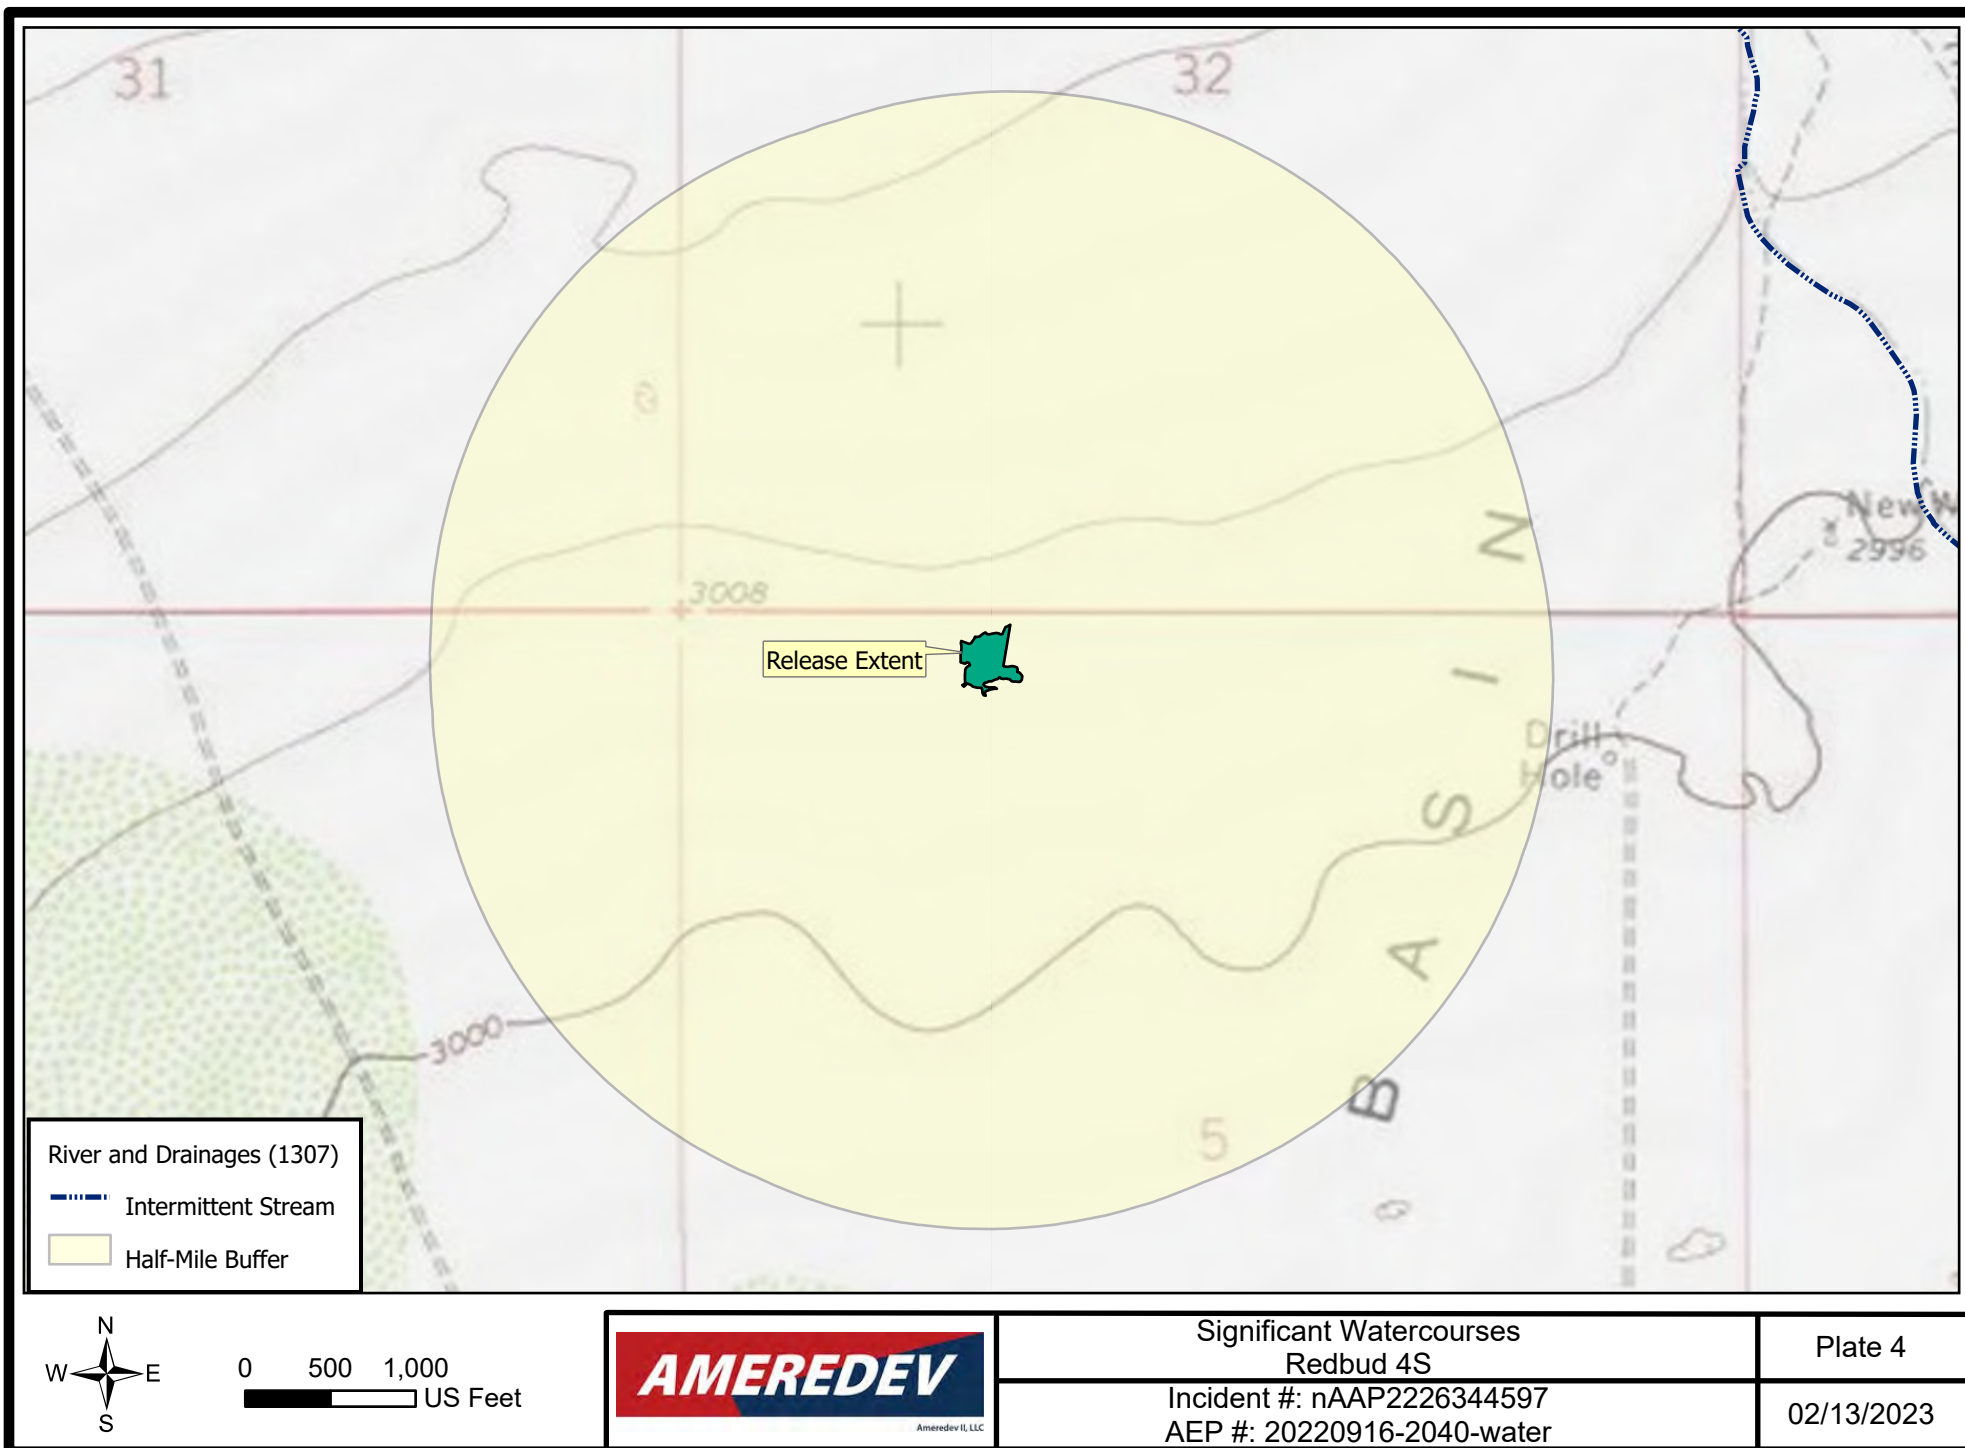 31
32
3008
Release Extent
New
2996
Drill
Hole
BASIN
3000
5
River and Drainages (1307)
Intermittent Stream
Half-Mile Buffer
N
W E
S
0 500 1,000
US Feet
AMEREDEV
Ameredev II, LLC
Significant Watercourses
Redbud 4S
Incident #: nAAP2226344597
AEP #: 20220916-2040-water
Plate 4
02/13/2023